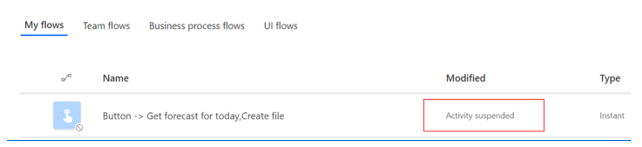 My flows Team flows Business process flows UI flows
Name Modified Type
Button -> Get forecast for today,Create file Activity suspended Instant